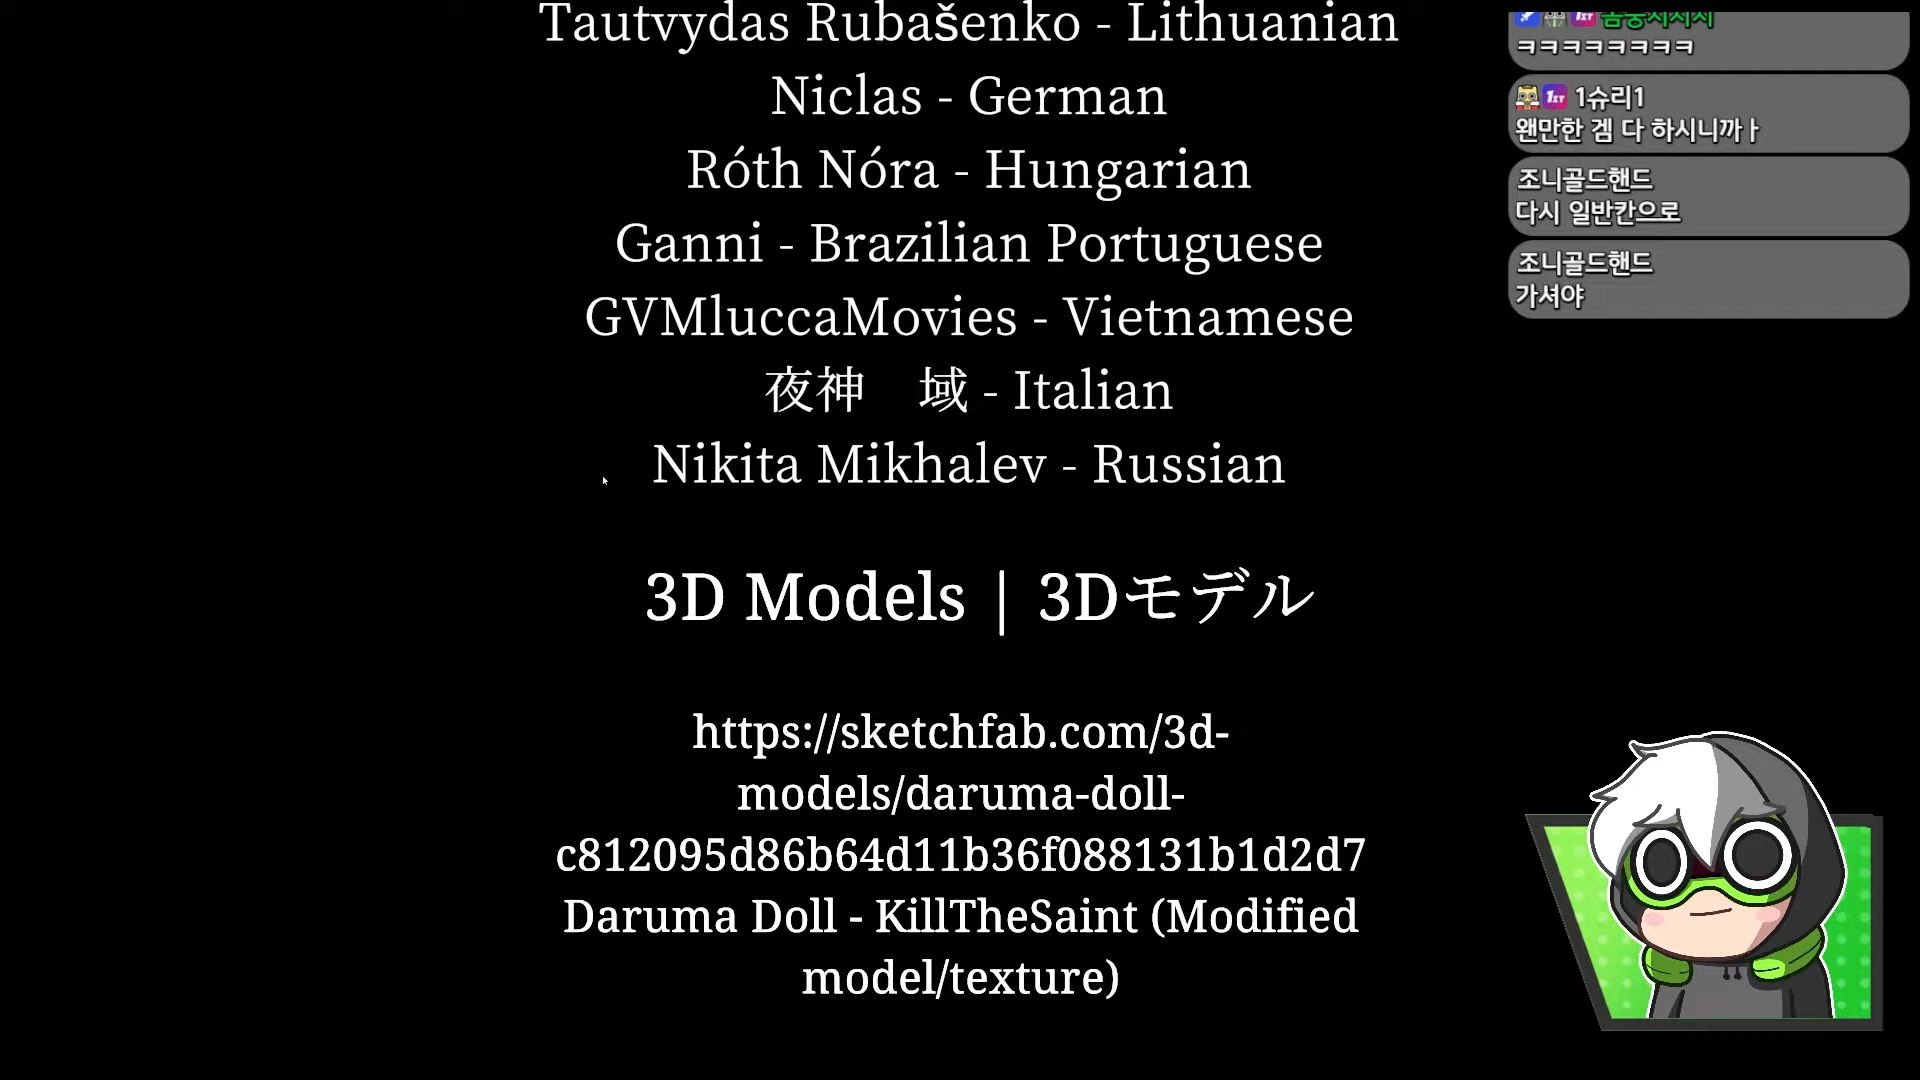 Tautvydas Rubašenko - Lithuanian
Niclas - German
Róth Nóra - Hungarian
Ganni - Brazilian Portuguese
GVMluccaMovies - Vietnamese
夜神　域 - Italian
Nikita Mikhalev - Russian
3D Models | 3Dモデル
https://sketchfab.com/3d-
models/daruma-doll-
c812095d86b64d11b36f088131b1d2d7
Daruma Doll - KillTheSaint (Modified
model/texture)
ㅋㅋㅋㅋㅋㅋㅋㅋ
1ST 1슈리1
왠만한 겜 다 하시니까ㅏ
조니골드핸드
다시 일반칸으로
조니골드핸드
가셔야